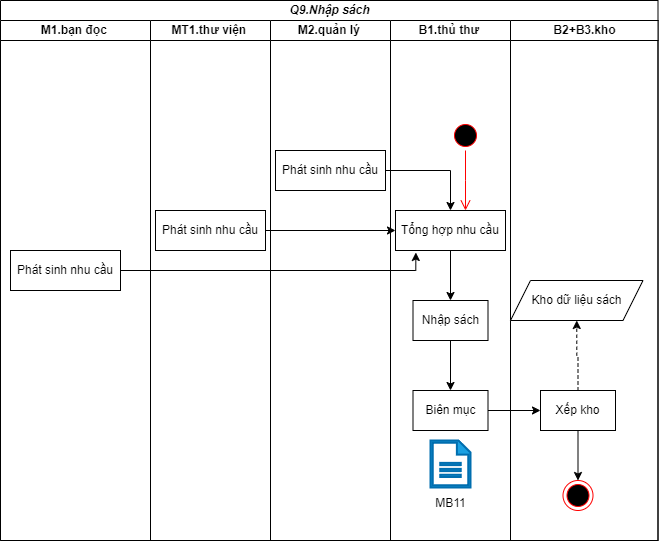 Q9.Nhập sách
M1.bạn đọc
MT1.thư viện
M2.quản lý
B1.thủ thư
B2+B3.kho
Phát sinh nhu cầu
Phát sinh nhu cầu
Tổng hợp nhu cầu
Phát sinh nhu cầu
Kho dữ liệu sách
Nhập sách
Biên mục
Xếp kho
MB11